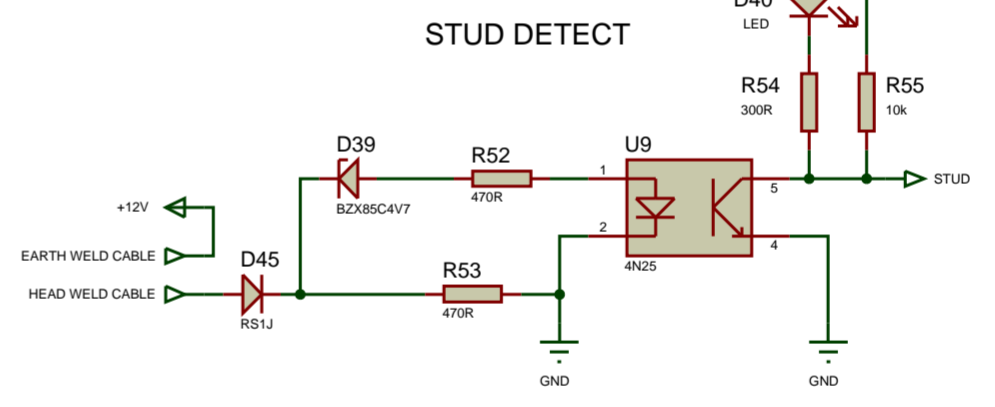 D40
LED
STUD DETECT
R54
300R
R55
10k
D39
BZX85C4V7
R52
470R
U9
1
5
STUD
+12V
2
4
EARTH WELD CABLE
D45
R53
4N25
HEAD WELD CABLE
RS1J
470R
GND
GND